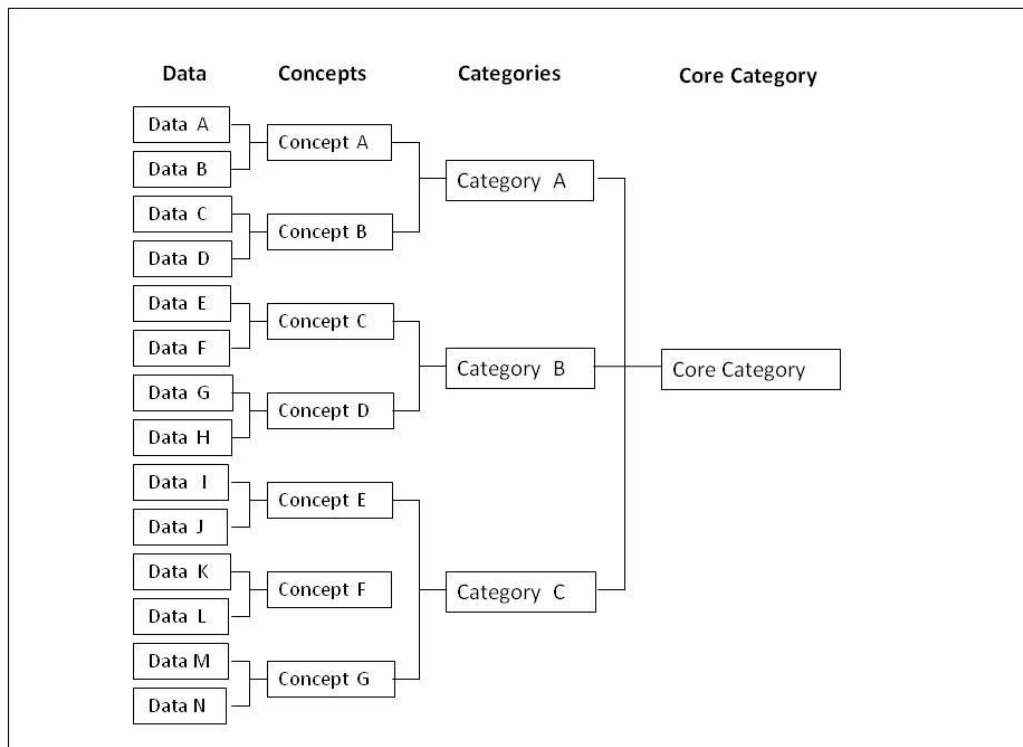 Data Concepts Categories Core Category
Data A
Concept A
Data B
Category A
Data C
Concept B
Data D
Data E
Concept C
Data F
Category B
Core Category
Data G
Concept D
Data H
Data I
Concept E
Data J
Data K
Concept F
Category C
Data L
Data M
Concept G
Data N